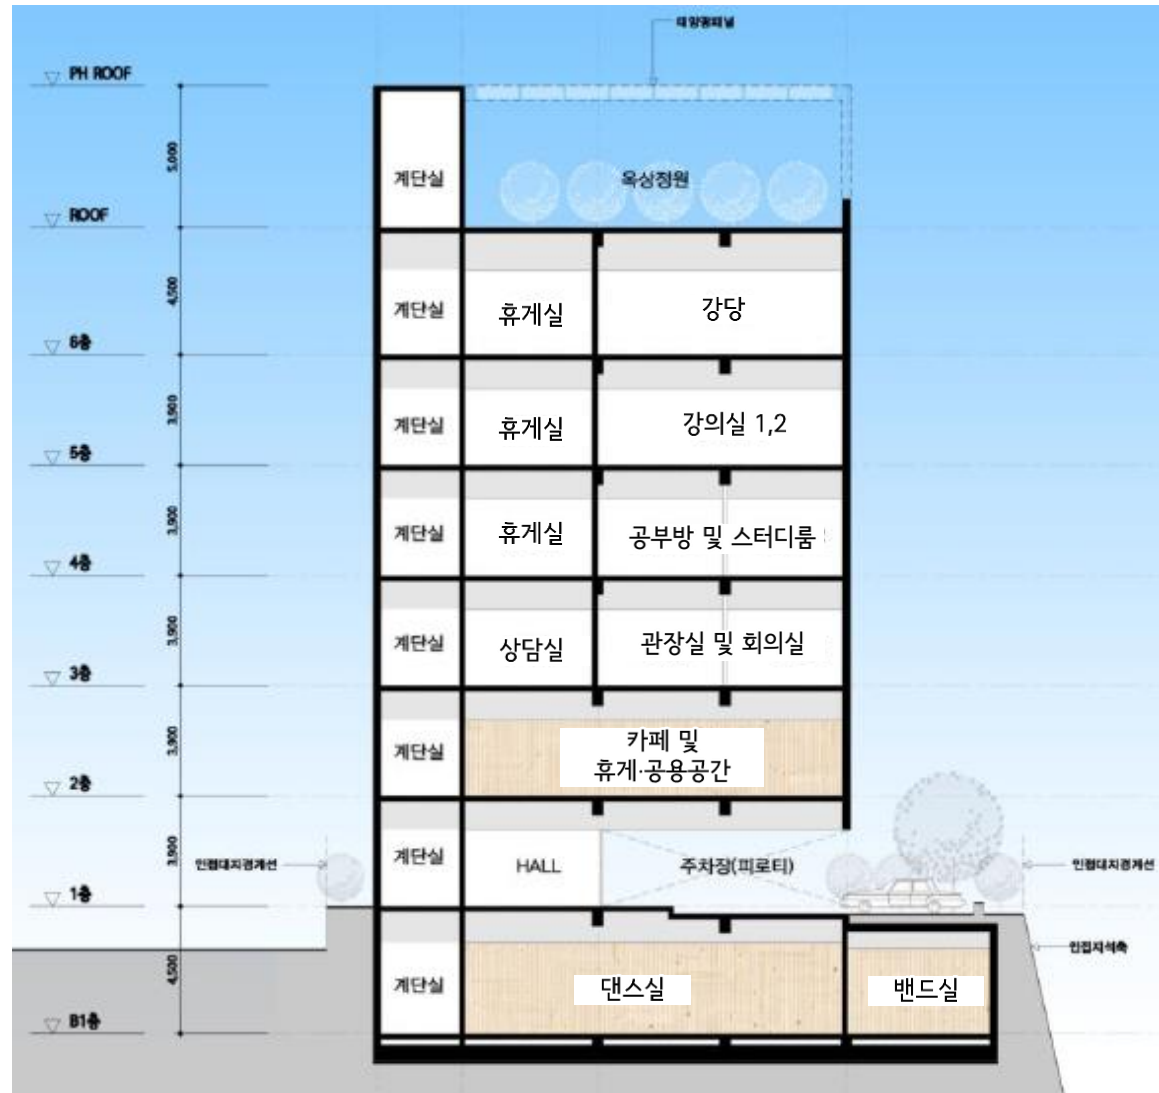 태양광패널
PH ROOF
5,000
계단실
옥상정원
ROOF
4,500
계단실
휴게실
강당
6층
3,900
계단실
휴게실
강의실 1,2
5층
3,900
계단실
휴게실
공부방 및 스터디룸
4층
3,900
계단실
상담실
관장실 및 회의실
3층
3,900
계단실
카페 및
휴게·공용공간
2층
3,900
계단실
HALL
주차장(피로티)
인접대지경계선
인접대지경계선
1층
4,500
계단실
댄스실
밴드실
인접지석축
B1층